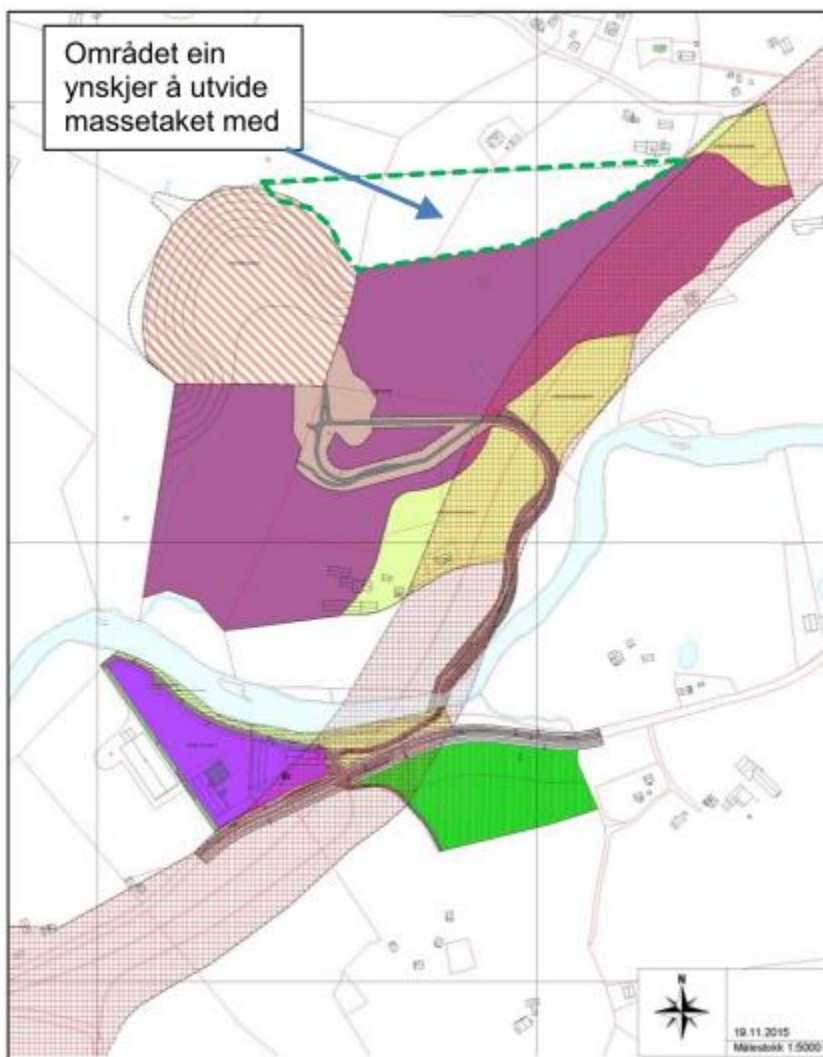 Området ein
ynskjer å utvide
massetaket med
N
19.11.2015
Målestokk 1:5000